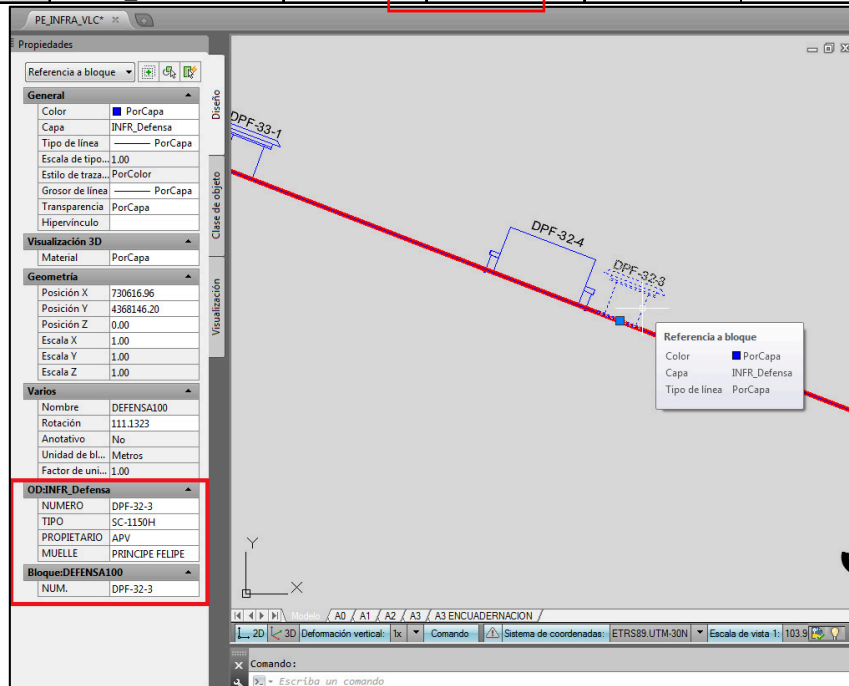 PE_INFRA_VLC*
Propiedades
Referencia a bloque
General
Color PorCapa
Capa INFR_Defensa
Tipo de línea PorCapa
Escala de tipo... 1.00
Estilo de traza... PorColor
Grosor de línea PorCapa
Transparencia PorCapa
Hipervínculo
Visualización 3D
Material PorCapa
Geometría
Posición X 730616.96
Posición Y 4368146.20
Posición Z 0.00
Escala X 1.00
Escala Y 1.00
Escala Z 1.00
Varios
Nombre DEFENSA100
Rotación 111.1323
Anotativo No
Unidad de bl... Metros
Factor de uni... 1.00
OD:INFR_Defensa
NUMERO DPF-32-3
TIPO SC-1150H
PROPIETARIO APV
MUELLE PRINCIPE FELIPE
Bloque:DEFENSA100
NUM. DPF-32-3
Diseño
Clase de objeto
Visualización
DPF-33-1
DPF-32-4
DPF-32-3
Referencia a bloque
Color PorCapa
Capa INFR_Defensa
Tipo de línea PorCapa
Y
X
Modelo A0 A1 A2 A3 A3 ENCUADERNACION
2D 3D Deformación vertical: 1x Comando Sistema de coordenadas: ETRS89.UTM-30N Escala de vista 1: 103.9
Comando:
Escriba un comando